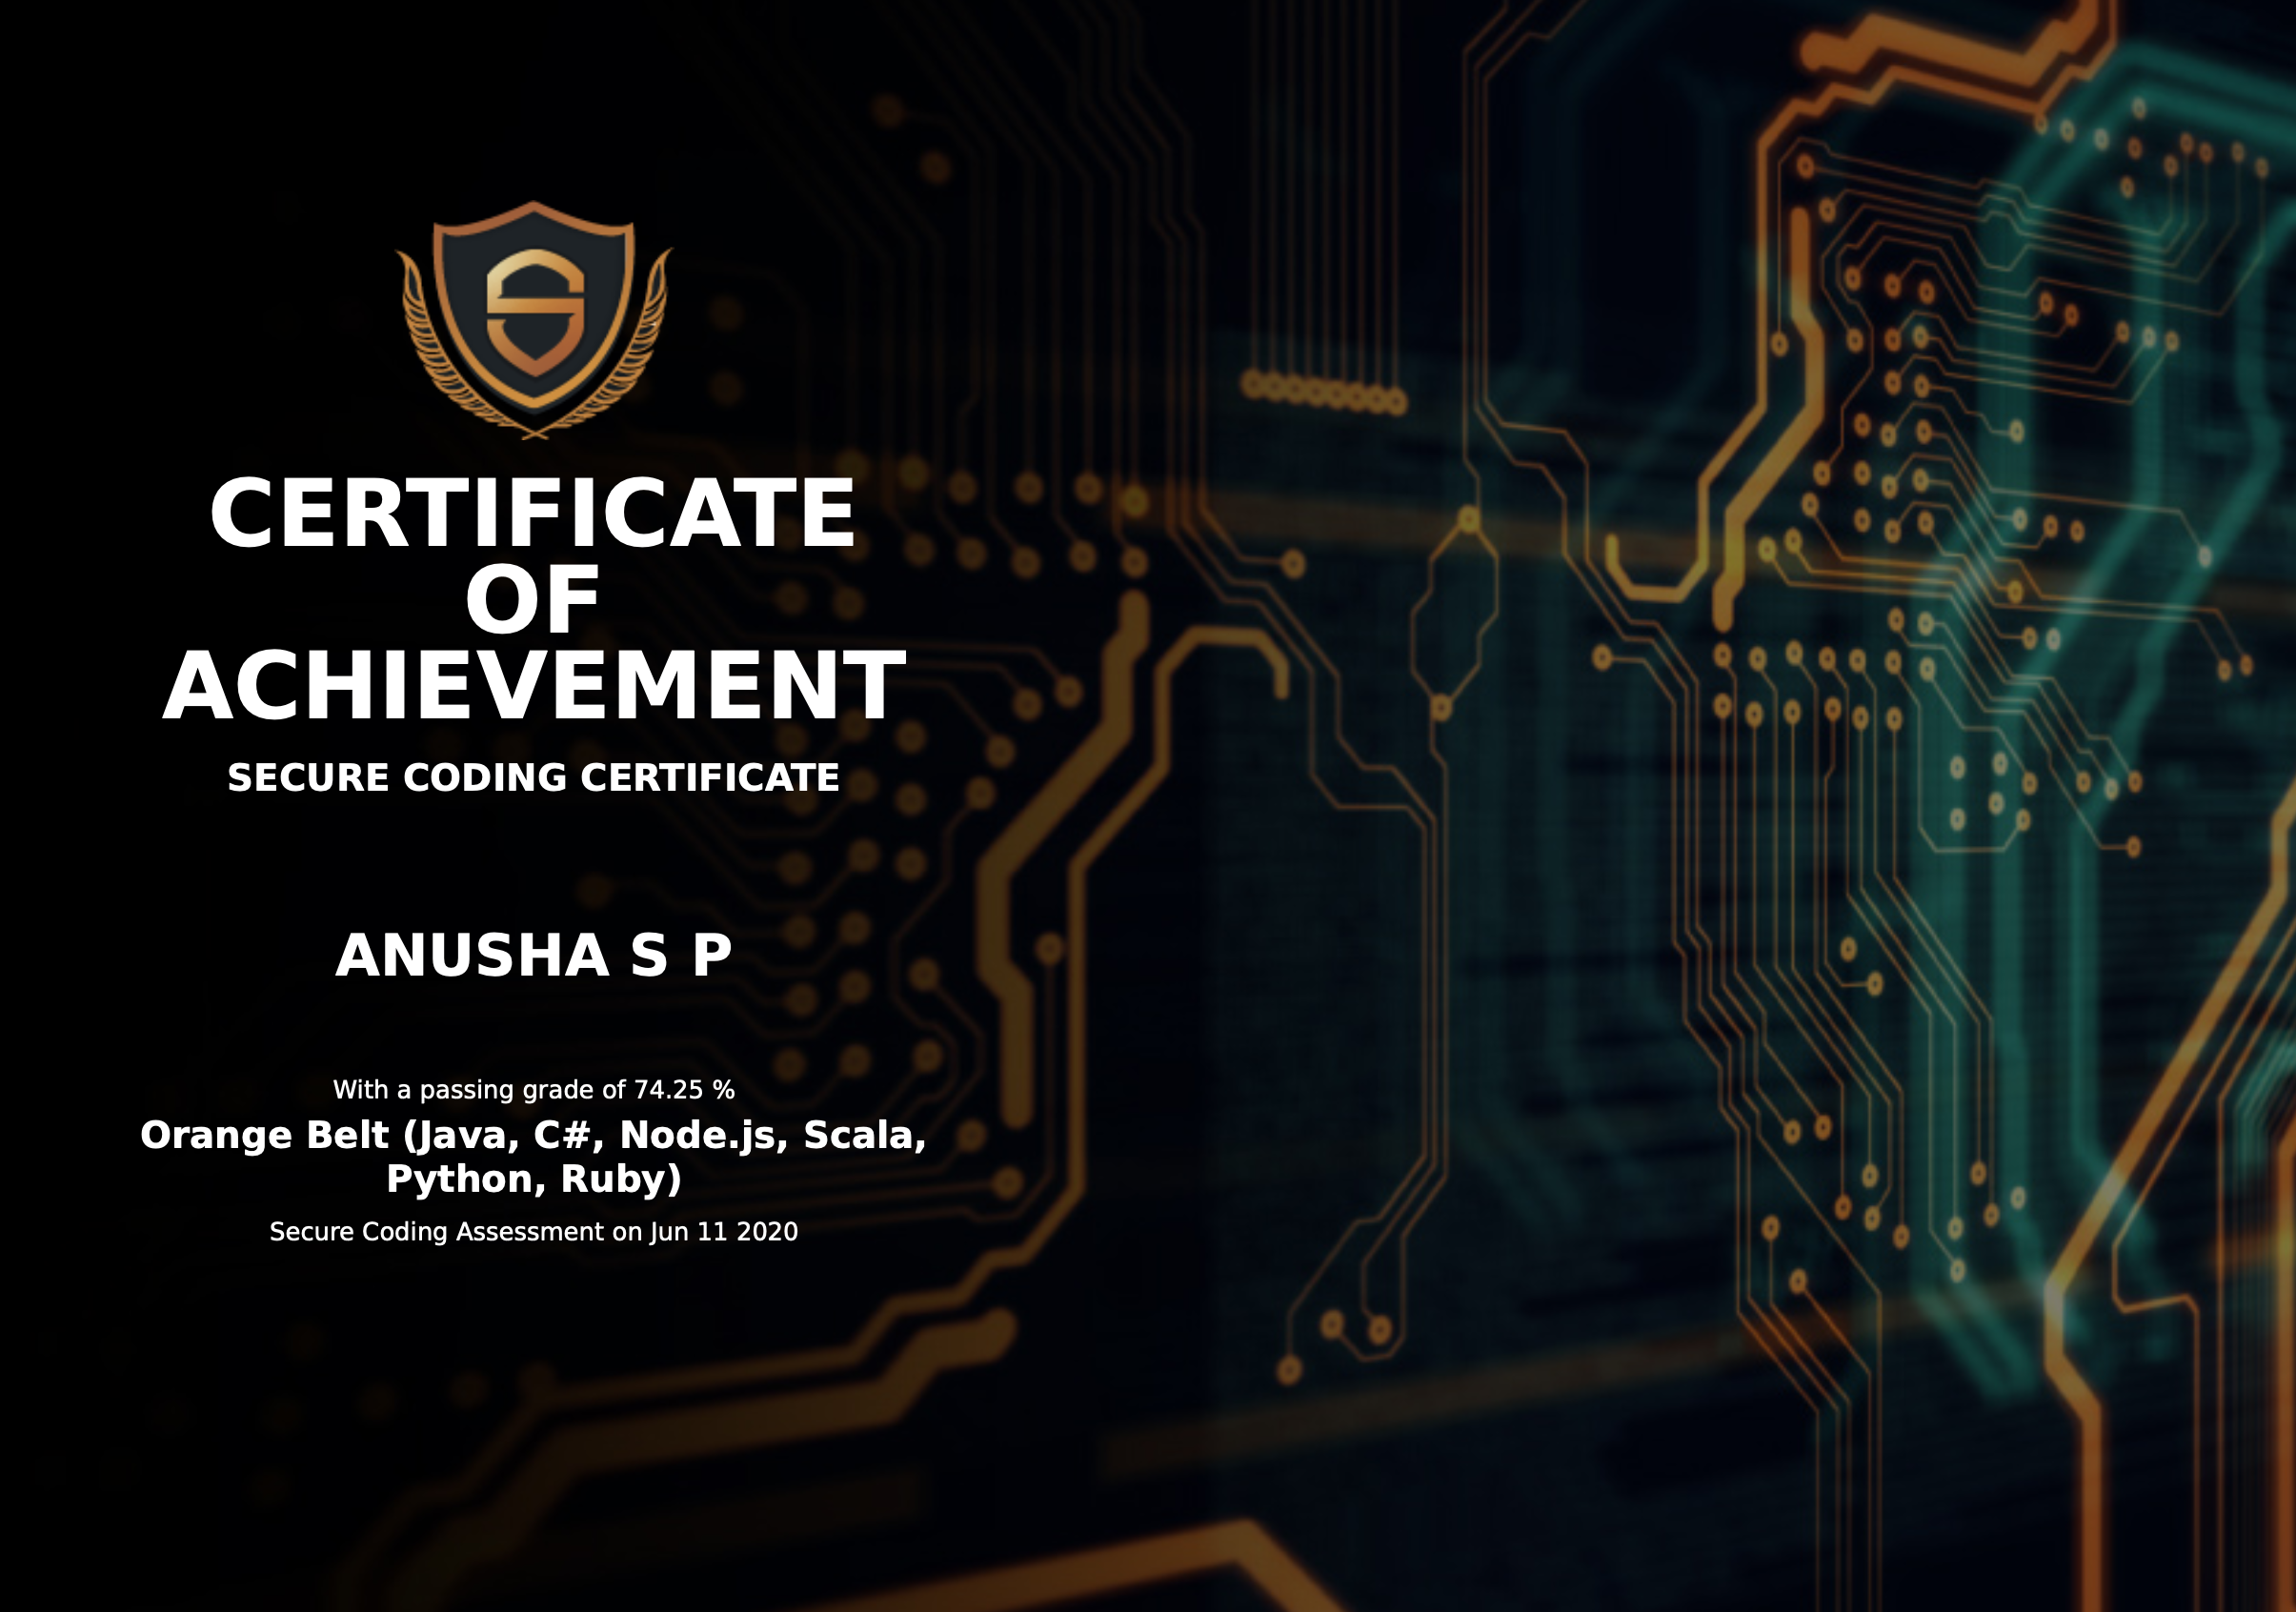 CERTIFICATE
OF
ACHIEVEMENT
SECURE CODING CERTIFICATE
ANUSHA S P
With a passing grade of 74.25 %
Orange Belt (Java, C#, Node.js, Scala,
Python, Ruby)
Secure Coding Assessment on Jun 11 2020